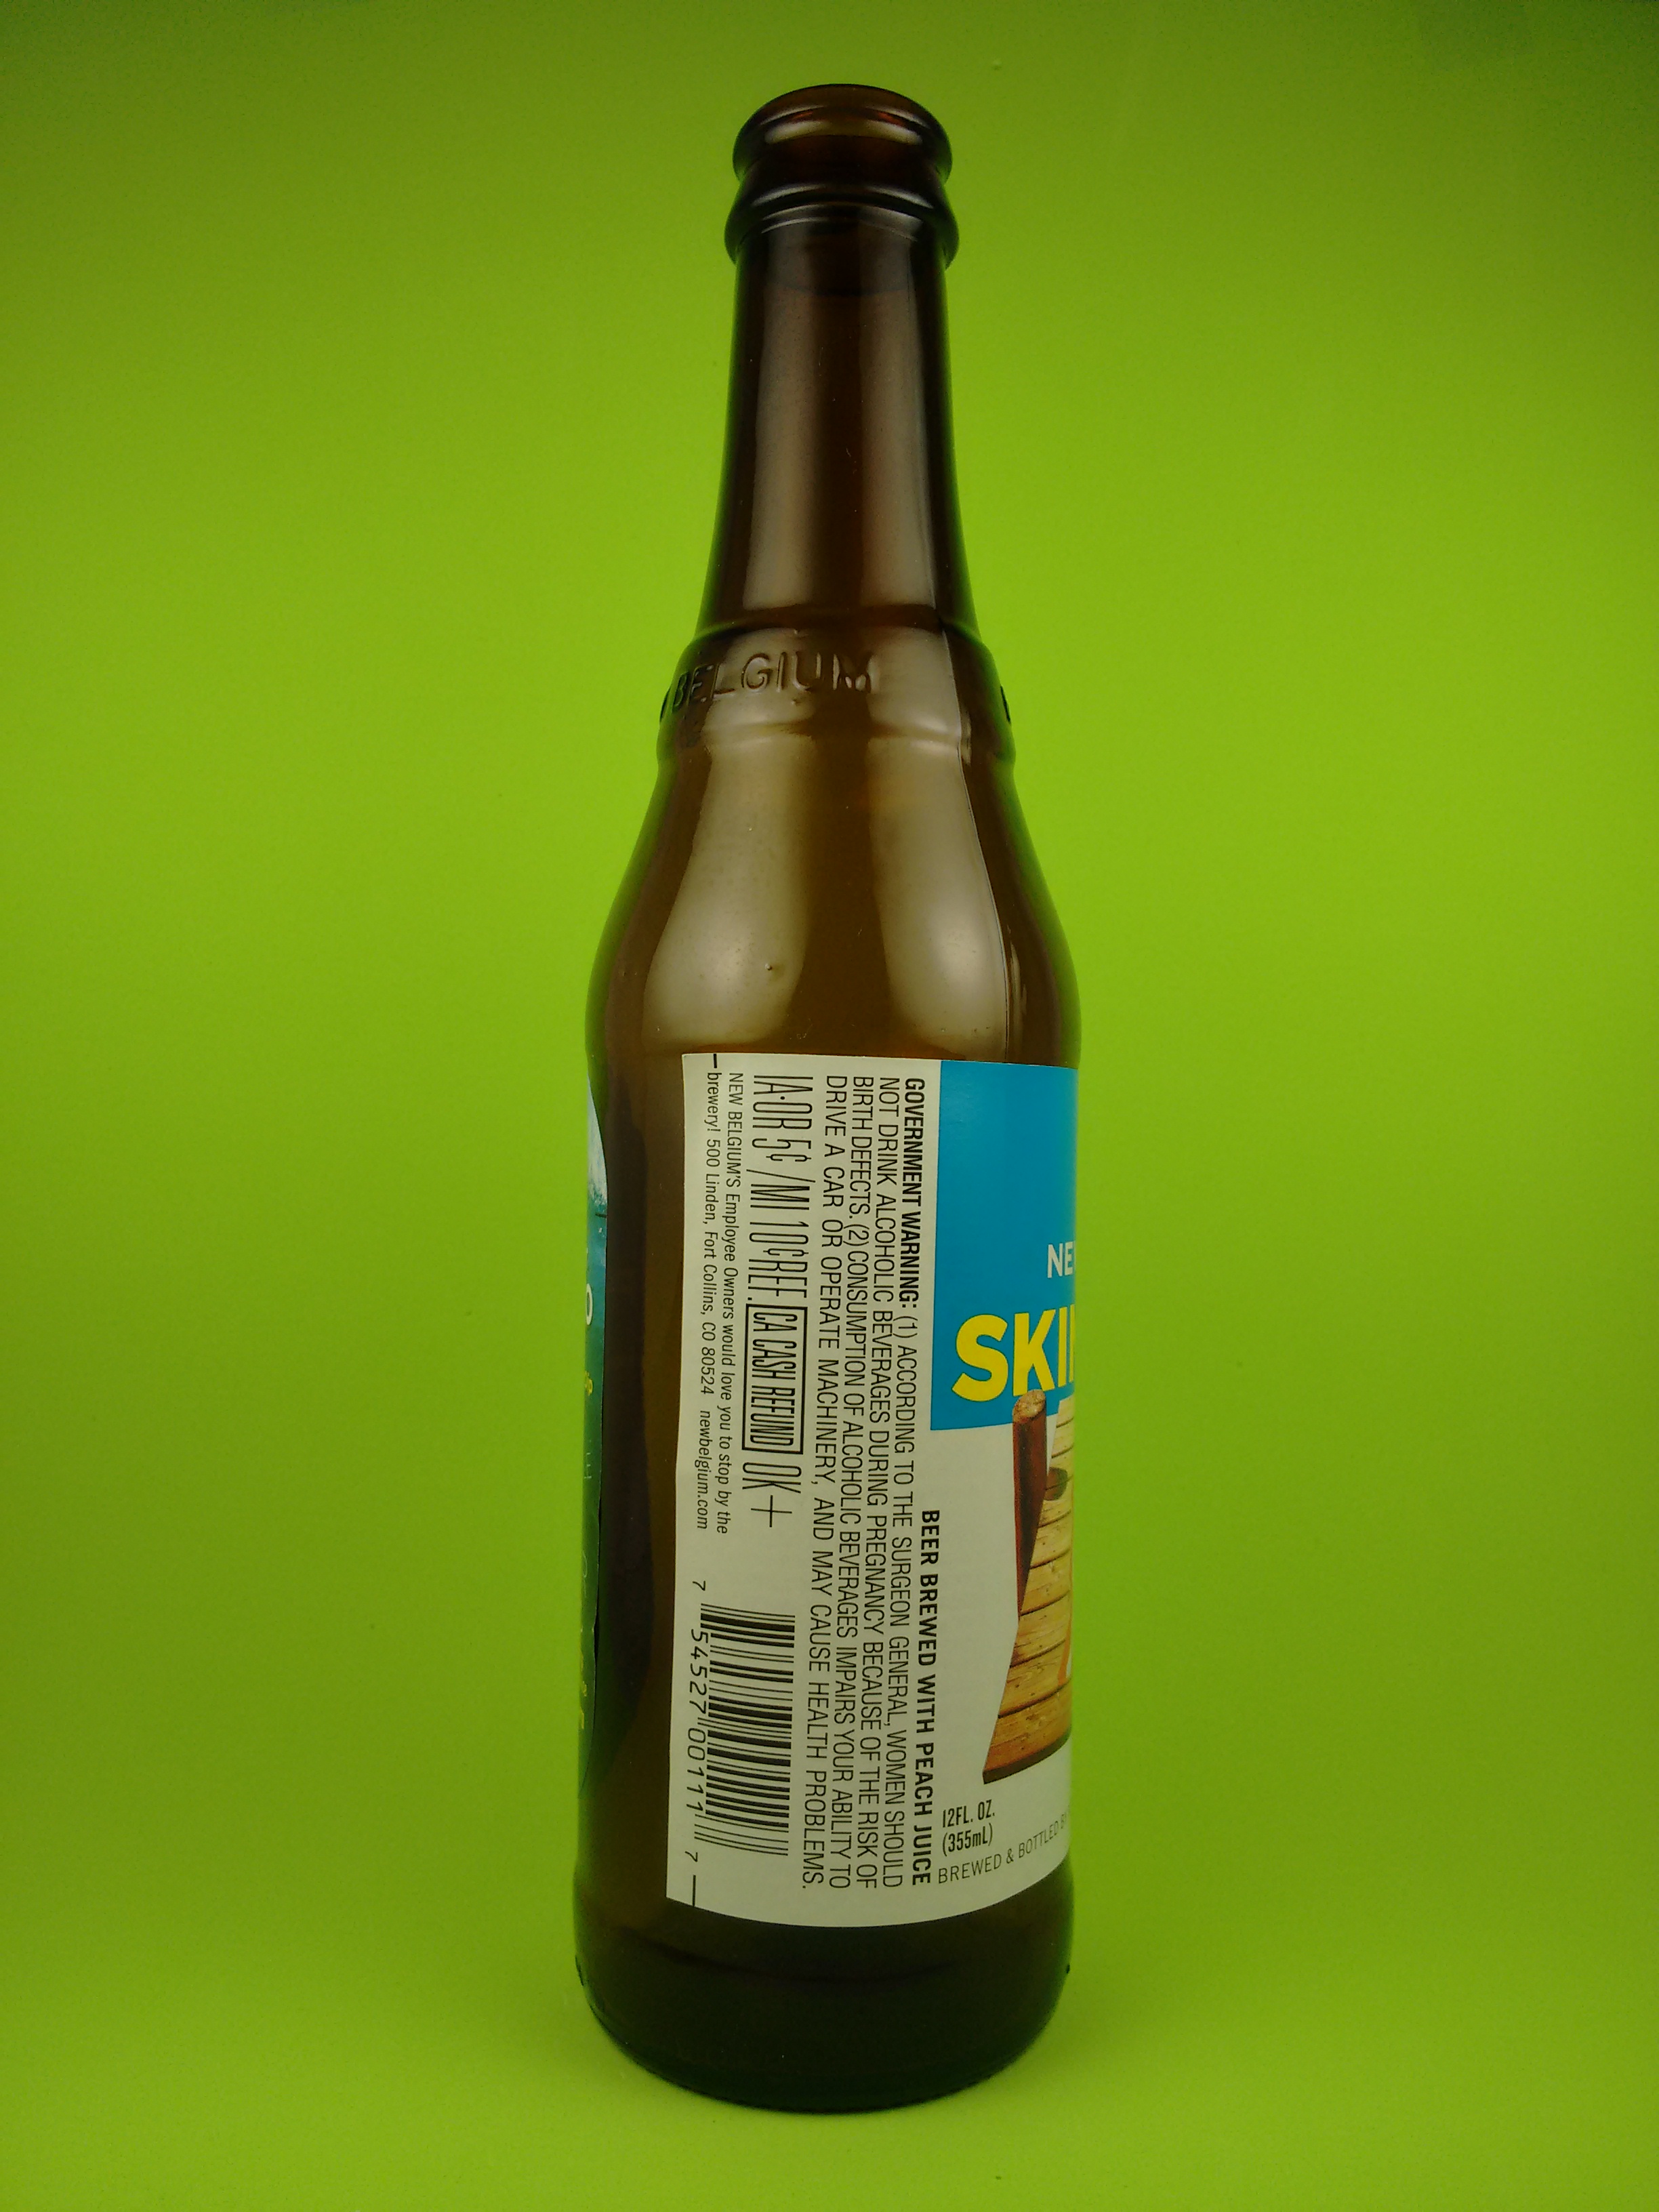 BELGIUM
NE
SKI
BEER BREWED WITH PEACH JUICE
GOVERNMENT WARNING: (1) ACCORDING TO THE SURGEON GENERAL, WOMEN SHOULD
NOT DRINK ALCOHOLIC BEVERAGES DURING PREGNANCY BECAUSE OF THE RISK OF
BIRTH DEFECTS. (2) CONSUMPTION OF ALCOHOLIC BEVERAGES IMPAIRS YOUR ABILITY TO
DRIVE A CAR OR OPERATE MACHINERY, AND MAY CAUSE HEALTH PROBLEMS.
IA·OR 5¢ / MI 10¢REF. CA CASH REFUND OK+
NEW BELGIUM'S Employee Owners would love you to stop by the
brewery! 500 Linden, Fort Collins, CO 80524 newbelgium.com
7 54527 00111 7
12FL. OZ.
(355mL)
BREWED & BOTTLED